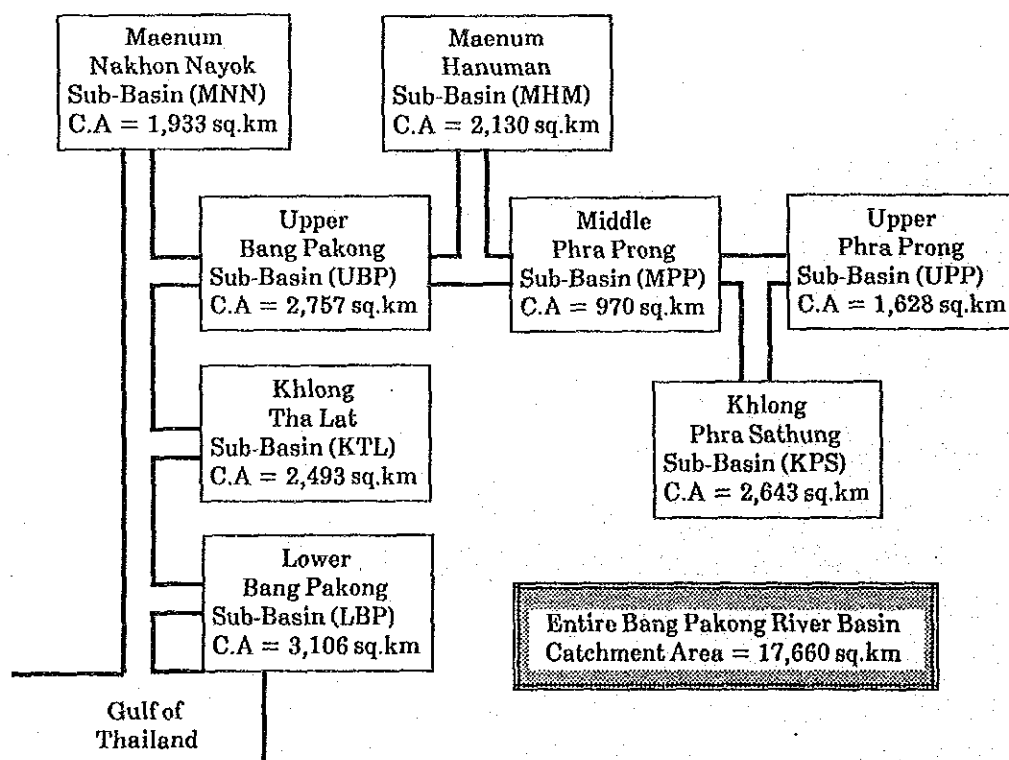 Maenum
Nakhon Nayok
Sub-Basin (MNN)
C.A = 1,933 sq.km
Maenum
Hanuman
Sub-Basin (MHM)
C.A = 2,130 sq.km
Upper
Bang Pakong
Sub-Basin (UBP)
C.A = 2,757 sq.km
Middle
Phra Prong
Sub-Basin (MPP)
C.A = 970 sq.km
Upper
Phra Prong
Sub-Basin (UPP)
C.A = 1,628 sq.km
Khlong
Tha Lat
Sub-Basin (KTL)
C.A = 2,493 sq.km
Khlong
Phra Sathung
Sub-Basin (KPS)
C.A = 2,643 sq.km
Lower
Bang Pakong
Sub-Basin (LBP)
C.A = 3,106 sq.km
Entire Bang Pakong River Basin
Catchment Area = 17,660 sq.km
Gulf of
Thailand